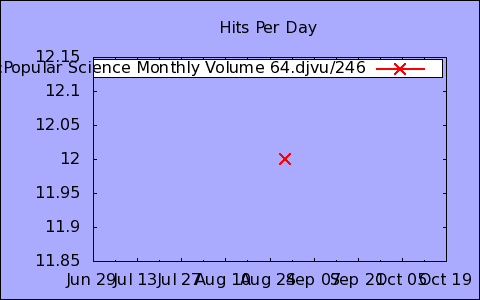 Hits Per Day
12.15
:Popular Science Monthly Volume 64.djvu/246
12.1
12.05
12
11.95
11.9
11.85
Jun 29 Jul 13 Jul 27 Aug 10 Aug 24 Sep 07 Sep 21 Oct 05 Oct 19